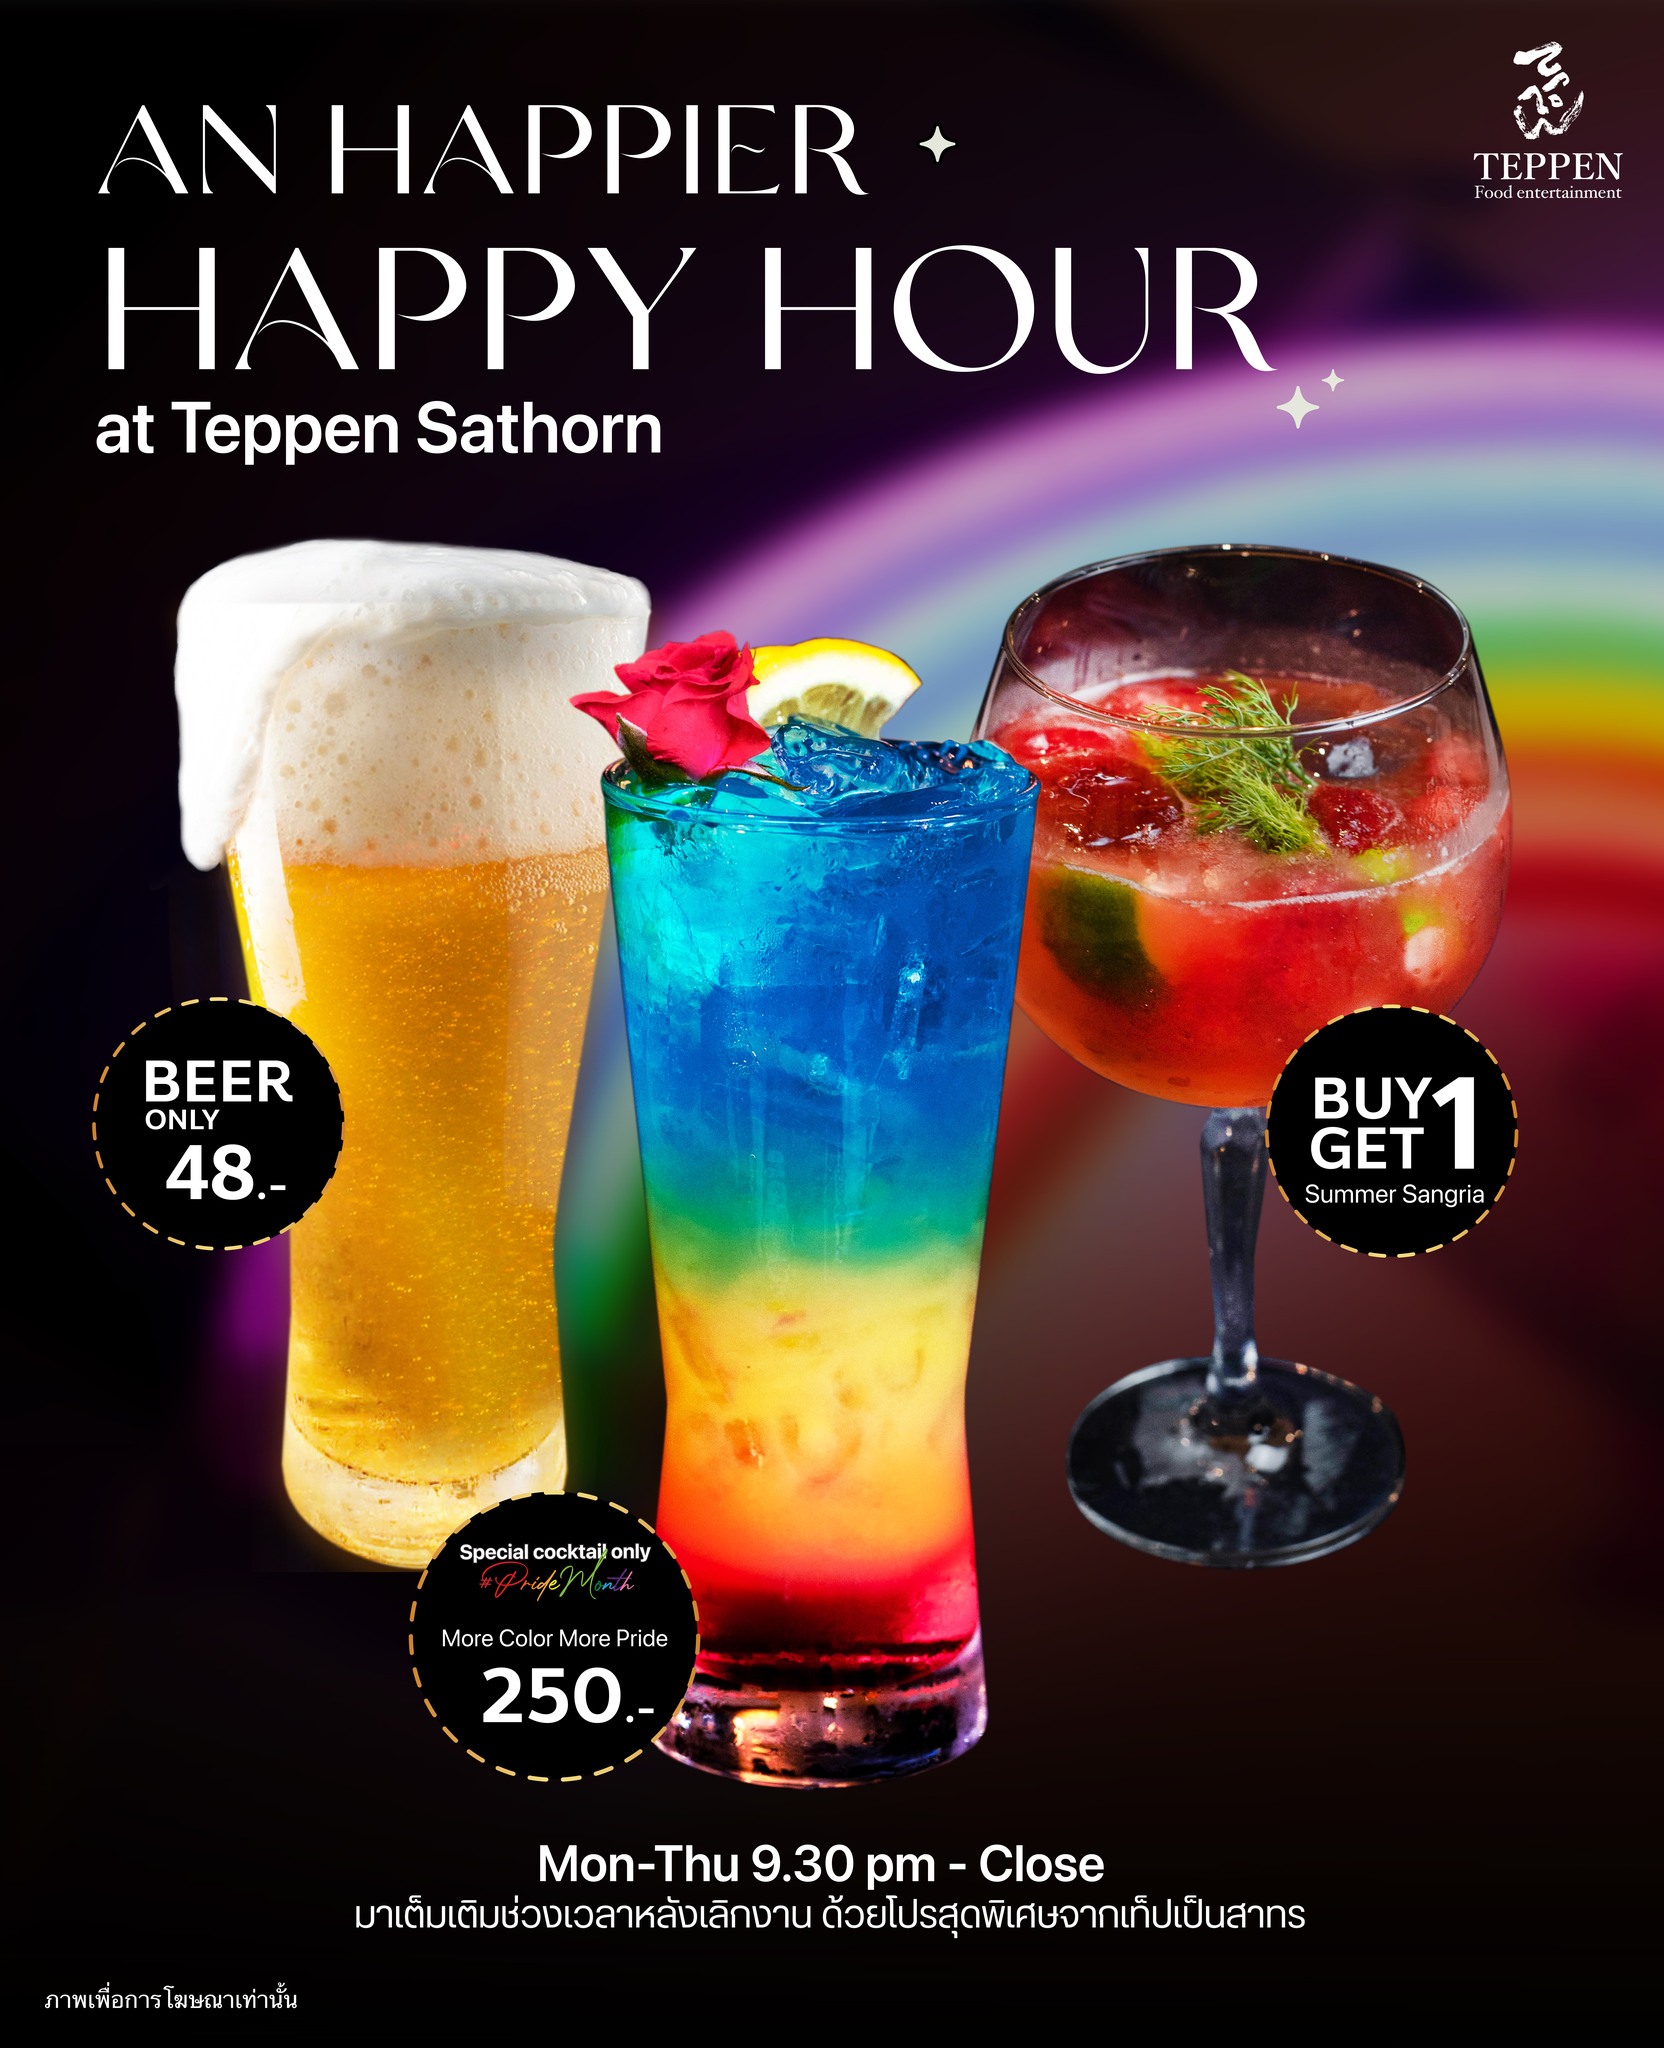 AN HAPPIER
TEPPEN
Food entertainment
HAPPY HOUR
at Teppen Sathorn
BEER
ONLY
48.-
BUY 1
GET
Summer Sangria
Special cocktail only
#PrideMonth
More Color More Pride
250.-
Mon-Thu 9.30 pm - Close
มาเต็มเติมช่วงเวลาหลังเลิกงาน ด้วยโปรสุดพิเศษจากเท็ปเป็นสาทร
ภาพเพื่อการโฆษณาเท่านั้น